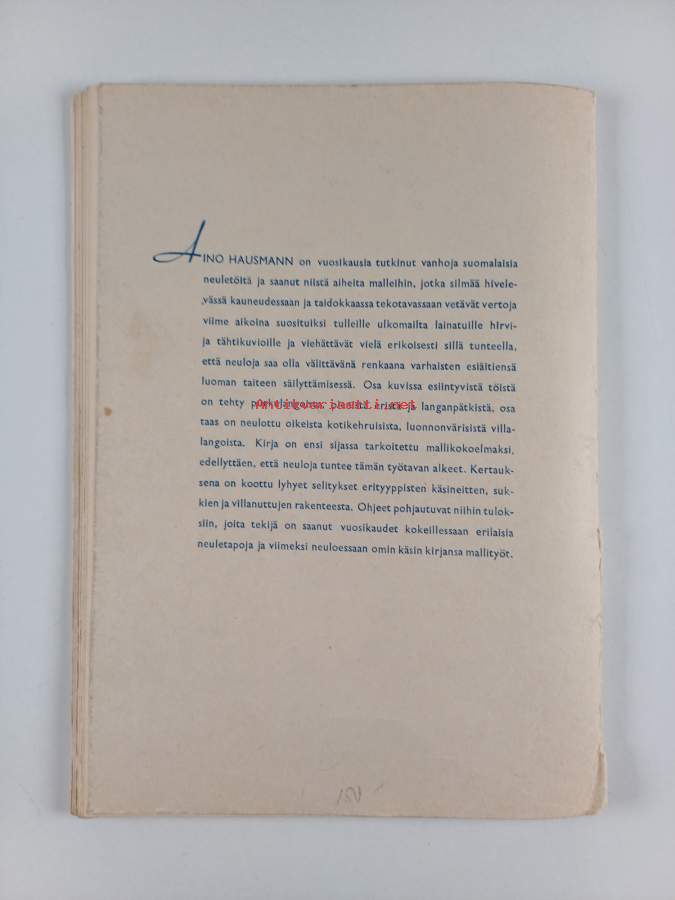 AINO HAUSMANN on vuosikausia tutkinut vanhoja suomalaisia
neuletöitä ja saanut niistä aiheita malleihin, jotka silmää hivele-
vässä kauneudessaan ja taidokkaassa tekotavassaan vetävät vertoja
viime aikoina suosituiksi tulleille ulkomailta lainatuille hirvi-
ja tähtikuvioille ja viehättävät vielä erikoisesti sillä tunteella,
että neuloja saa olla välittävänä renkaana varhaisten esiäitiensä
luoman taiteen säilyttämisessä. Osa kuvissa esiintyvistä töistä
on tehty ja langanpätkistä, osa
Antikvariaatti.net
taas on neulottu oikeista kotikehruisista, luonnonvärisistä villa-
langoista. Kirja on ensi sijassa tarkoitettu mallikokoelmaksi,
edellyttäen, että neuloja tuntee tämän työtavan alkeet. Kertauk-
sena on koottu lyhyet selitykset erityyppisten käsineitten, suk-
kien ja villanuttujen rakenteesta. Ohjeet pohjautuvat niihin tulok-
siin, joita tekijä on saanut vuosikaudet kokeillessaan erilaisia
neuletapoja ja viimeksi neuloessaan omin käsin kirjansa mallityöt.